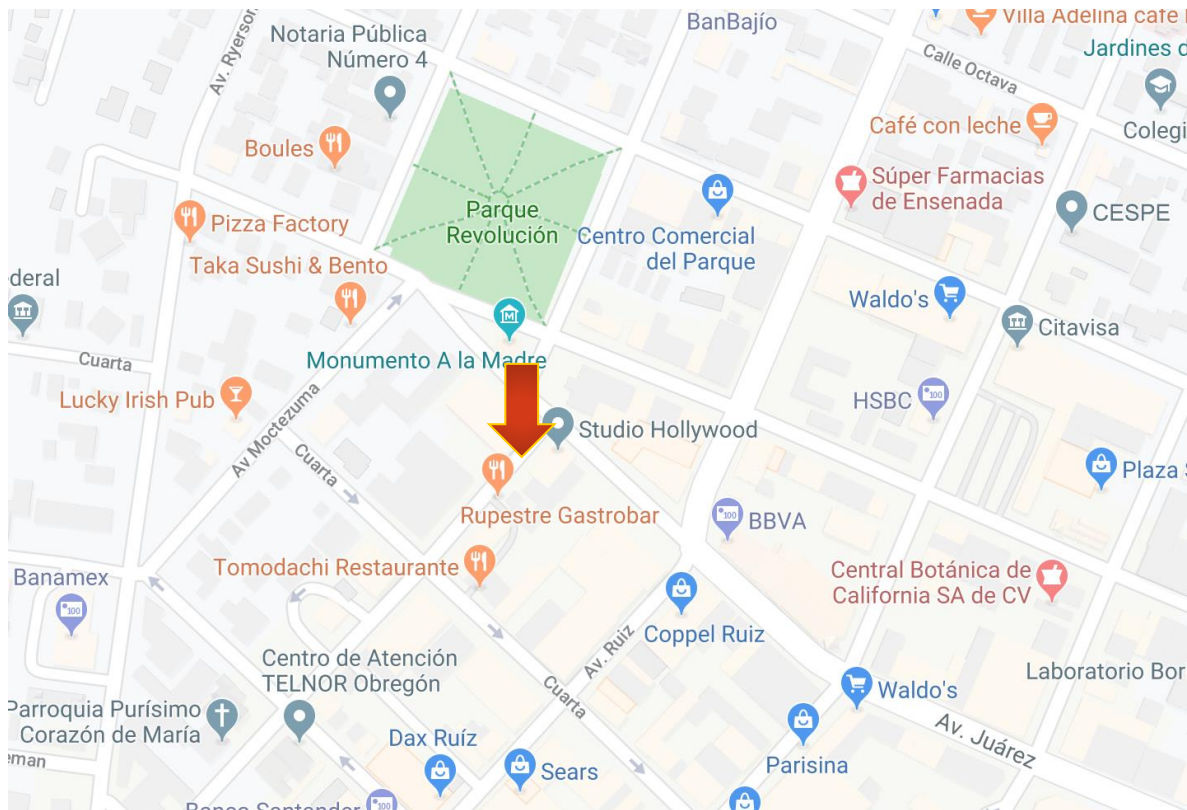 Av. Ryerson
Notaria Pública
Número 4
BanBajío
Villa Adelina cafe
Calle Octava
Jardines d
Boules
Café con leche
Colegi
Parque
Revolución
Súper Farmacias
de Ensenada
CESPE
Pizza Factory
Centro Comercial
del Parque
Taka Sushi & Bento
deral
Waldo's
Citavisa
Cuarta
Monumento A la Madre
Lucky Irish Pub
Av Moctezuma
HSBC
Studio Hollywood
Cuarta
Plaza S
Rupestre Gastrobar
BBVA
Tomodachi Restaurante
Banamex
Central Botánica de
California SA de CV
Coppel Ruiz
Av. Ruiz
Centro de Atención
TELNOR Obregón
Laboratorio Bor
Cuarta
Waldo's
Parroquia Purísimo
Corazón de María
Av. Juárez
Dax Ruíz
eman
Sears
Parisina
Banco Santander